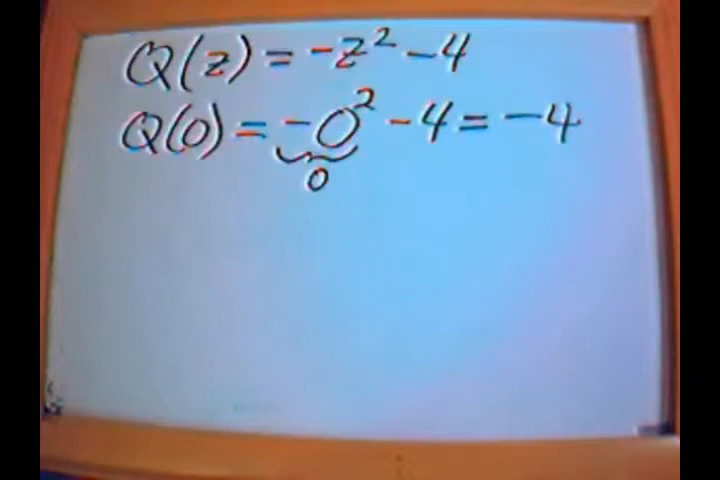 Q(z) = -z² - 4
Q(0) = -0² - 4 = -4
0